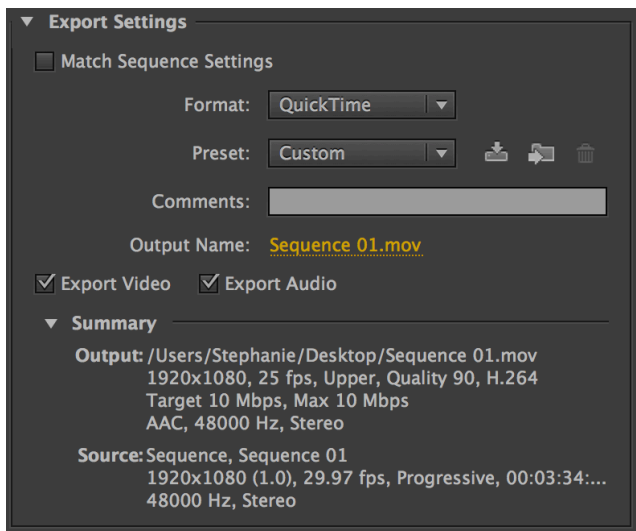 Export Settings
Match Sequence Settings
Format: QuickTime
Preset: Custom
Comments:
Output Name: Sequence 01.mov
Export Video Export Audio
Summary
Output: /Users/Stephanie/Desktop/Sequence 01.mov
1920x1080, 25 fps, Upper, Quality 90, H.264
Target 10 Mbps, Max 10 Mbps
AAC, 48000 Hz, Stereo
Source: Sequence, Sequence 01
1920x1080 (1.0), 29.97 fps, Progressive, 00:03:34:...
48000 Hz, Stereo